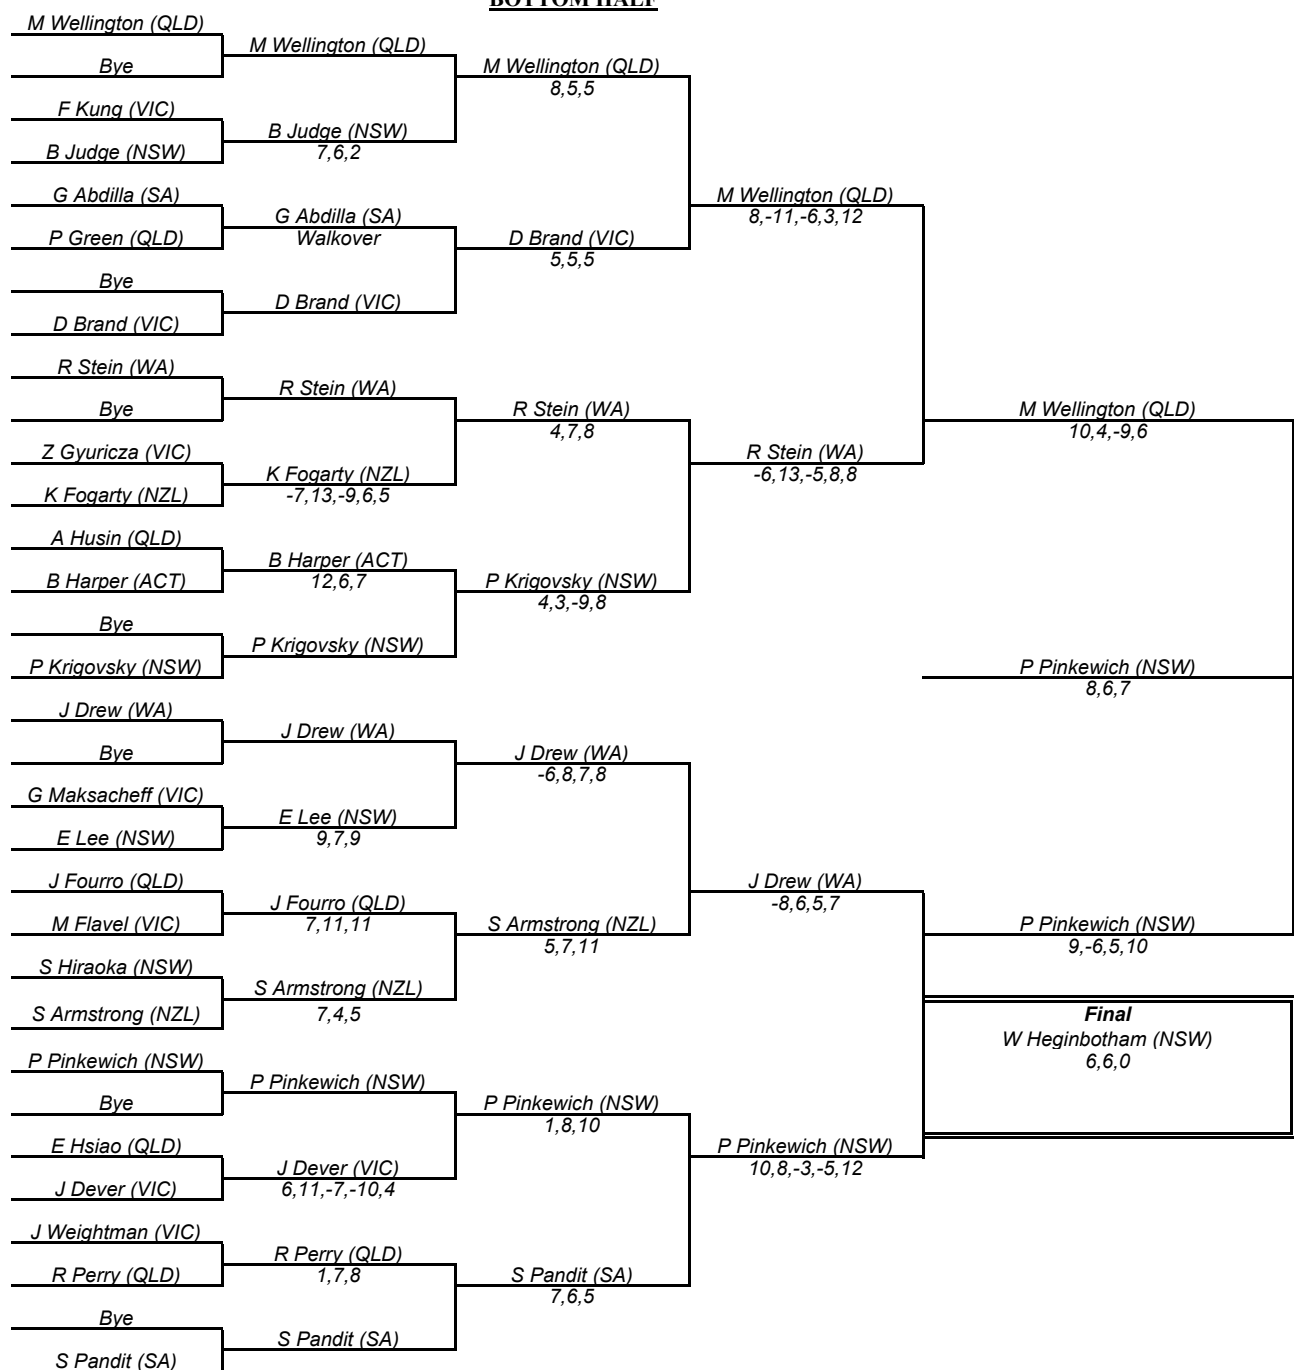 BOTTOM HALF
M Wellington (QLD)
Bye
F Kung (VIC)
B Judge (NSW)
G Abdilla (SA)
P Green (QLD)
Bye
D Brand (VIC)
R Stein (WA)
Bye
Z Gyuricza (VIC)
K Fogarty (NZL)
A Husin (QLD)
B Harper (ACT)
Bye
P Krigovsky (NSW)
J Drew (WA)
Bye
G Maksacheff (VIC)
E Lee (NSW)
J Fourro (QLD)
M Flavel (VIC)
S Hiraoka (NSW)
S Armstrong (NZL)
P Pinkewich (NSW)
Bye
E Hsiao (QLD)
J Dever (VIC)
J Weightman (VIC)
R Perry (QLD)
Bye
S Pandit (SA)
M Wellington (QLD)
B Judge (NSW)
7,6,2
G Abdilla (SA)
Walkover
D Brand (VIC)
R Stein (WA)
K Fogarty (NZL)
-7,13,-9,6,5
B Harper (ACT)
12,6,7
P Krigovsky (NSW)
J Drew (WA)
E Lee (NSW)
9,7,9
J Fourro (QLD)
7,11,11
S Armstrong (NZL)
7,4,5
P Pinkewich (NSW)
J Dever (VIC)
6,11,-7,-10,4
R Perry (QLD)
1,7,8
S Pandit (SA)
M Wellington (QLD)
8,5,5
D Brand (VIC)
5,5,5
R Stein (WA)
4,7,8
P Krigovsky (NSW)
4,3,-9,8
J Drew (WA)
-6,8,7,8
S Armstrong (NZL)
5,7,11
P Pinkewich (NSW)
1,8,10
S Pandit (SA)
7,6,5
M Wellington (QLD)
8,-11,-6,3,12
R Stein (WA)
-6,13,-5,8,8
J Drew (WA)
-8,6,5,7
P Pinkewich (NSW)
10,8,-3,-5,12
M Wellington (QLD)
10,4,-9,6
P Pinkewich (NSW)
8,6,7
P Pinkewich (NSW)
9,-6,5,10
Final
W Heginbotham (NSW)
6,6,0